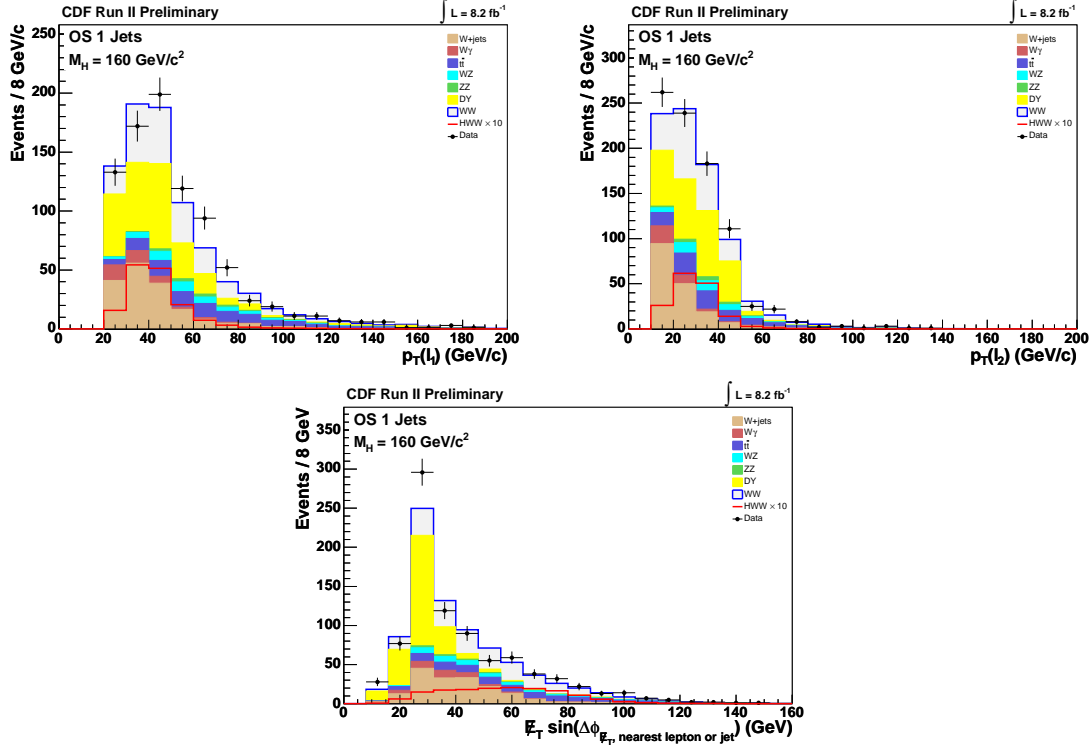 CDF Run II Preliminary
∫ L = 8.2 fb⁻¹
OS 1 Jets
M_H = 160 GeV/c²
Events / 8 GeV/c
250
200
150
100
50
0
W+jets
Wγ
tt̄
WZ
ZZ
DY
WW
HWW × 10
Data
0 20 40 60 80 100 120 140 160 180 200
p_T(l₁) (GeV/c)
CDF Run II Preliminary
∫ L = 8.2 fb⁻¹
OS 1 Jets
M_H = 160 GeV/c²
Events / 8 GeV/c
300
250
200
150
100
50
0
W+jets
Wγ
tt̄
WZ
ZZ
DY
WW
HWW × 10
Data
0 20 40 60 80 100 120 140 160 180 200
p_T(l₂) (GeV/c)
CDF Run II Preliminary
∫ L = 8.2 fb⁻¹
OS 1 Jets
M_H = 160 GeV/c²
Events / 8 GeV
350
300
250
200
150
100
50
0
W+jets
Wγ
tt̄
WZ
ZZ
DY
WW
HWW × 10
Data
0 20 40 60 80 100 120 140 160
E̸_T sin(Δϕ_E̸_T, nearest lepton or jet) (GeV)